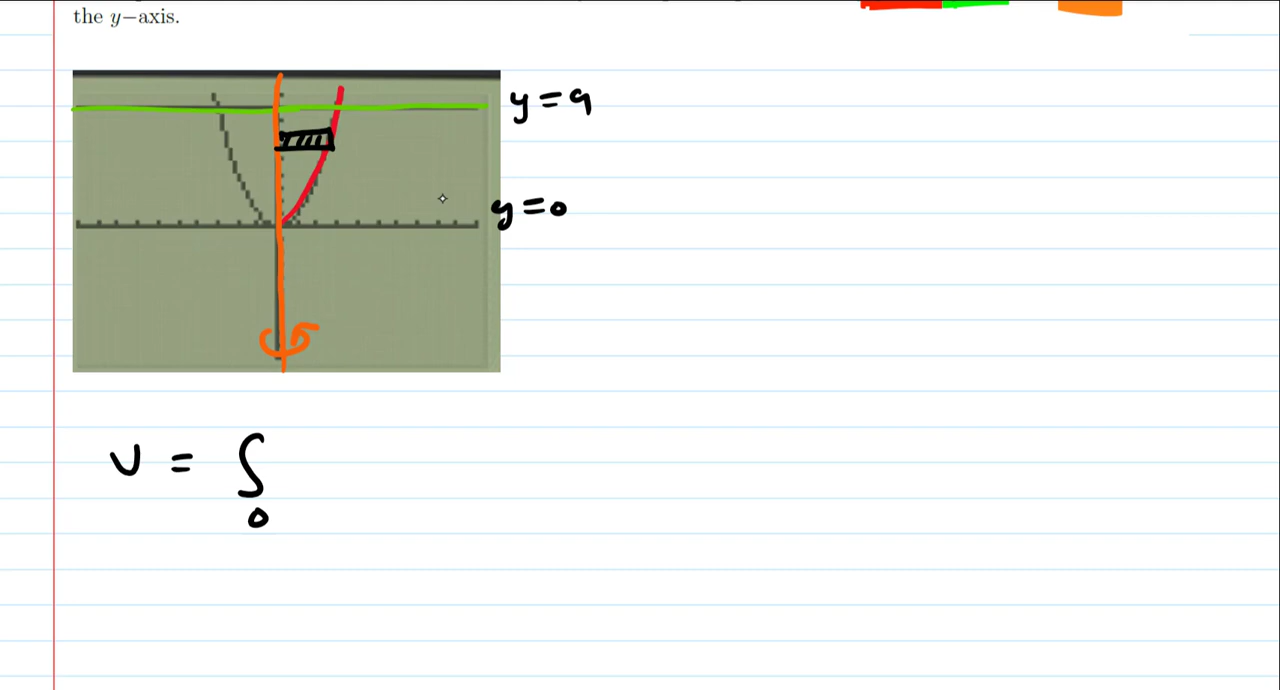 the y−axis.
y = 9
y = 0
V = ∫
0